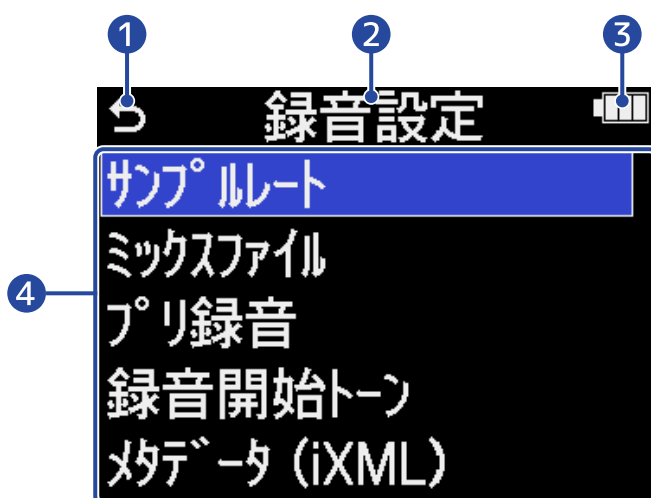 1 2 3
録音設定
サンプルレート
ミックスファイル
プリ録音
4
録音開始トーン
メタデータ (iXML)